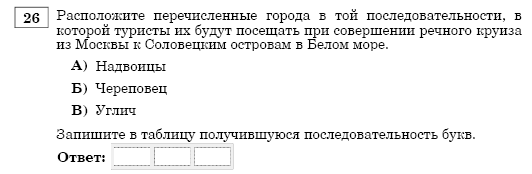 26
Расположите перечисленные города в той последовательности, в
которой туристы их будут посещать при совершении речного круиза
из Москвы к Соловецким островам в Белом море.
А) Надвоицы
Б) Череповец
В) Углич
Запишите в таблицу получившуюся последовательность букв.
Ответ: